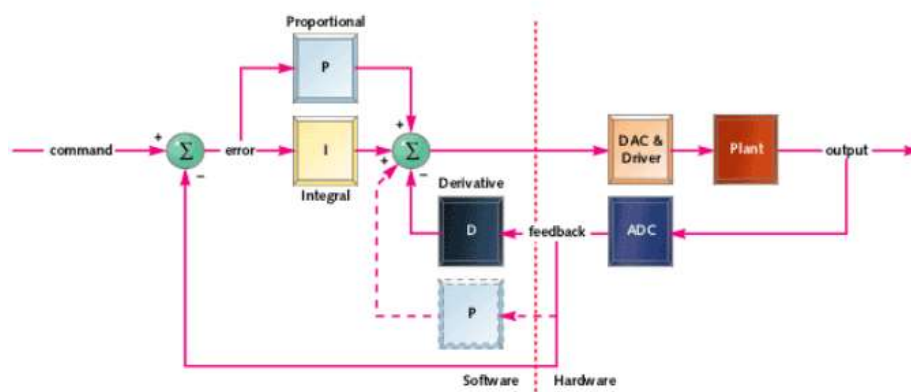 Proportional
P
+
+
command
Σ
error
I
+
Σ
DAC &
Driver
Plant
output
−
−
Integral
Derivative
D
feedback
ADC
P
Software
Hardware